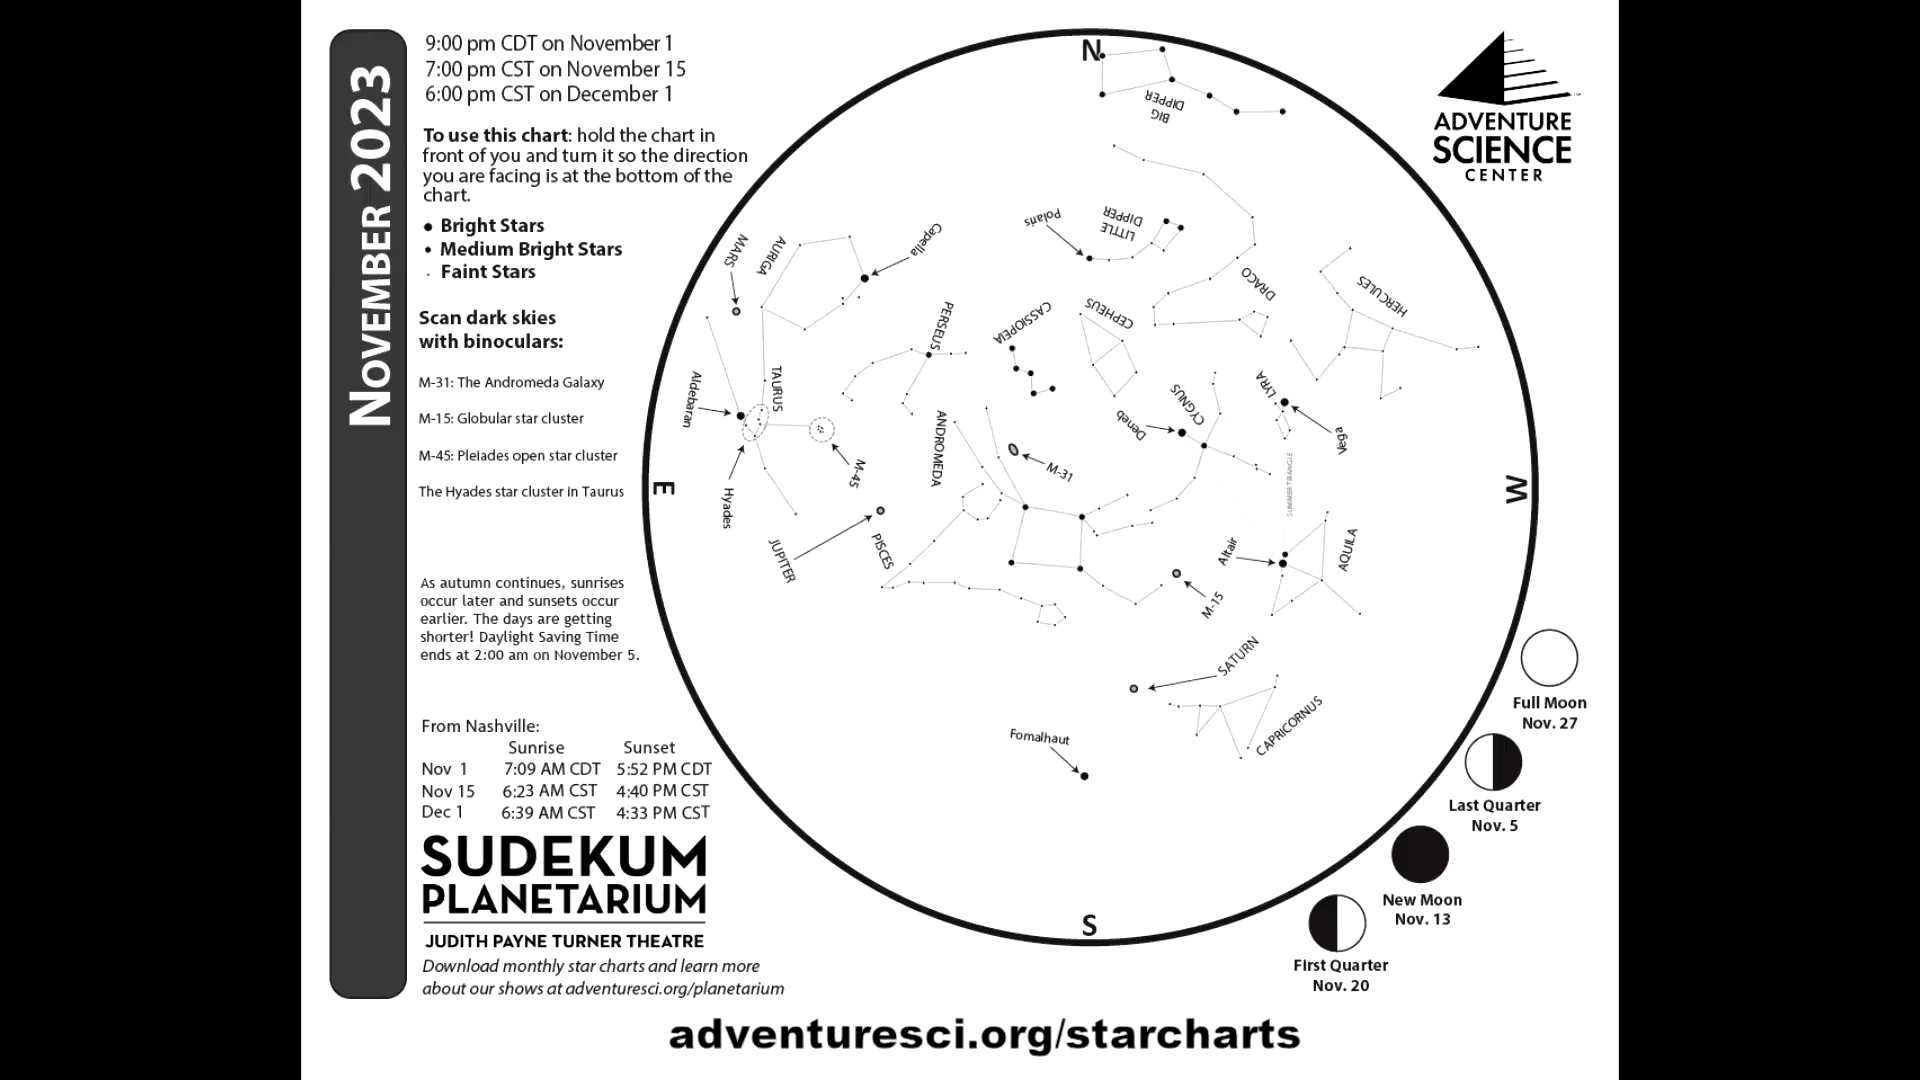 NOVEMBER 2023
9:00 pm CDT on November 1
7:00 pm CST on November 15
6:00 pm CST on December 1
To use this chart: hold the chart in
front of you and turn it so the direction
you are facing is at the bottom of the
chart.
Bright Stars
Medium Bright Stars
Faint Stars
Scan dark skies
with binoculars:
M-31: The Andromeda Galaxy
M-15: Globular star cluster
M-45: Pleiades open star cluster
The Hyades star cluster in Taurus
As autumn continues, sunrises
occur later and sunsets occur
earlier. The days are getting
shorter! Daylight Saving Time
ends at 2:00 am on November 5.
From Nashville:
Sunrise Sunset
Nov 1 7:09 AM CDT 5:52 PM CDT
Nov 15 6:23 AM CST 4:40 PM CST
Dec 1 6:39 AM CST 4:33 PM CST
SUDEKUM
PLANETARIUM
JUDITH PAYNE TURNER THEATRE
Download monthly star charts and learn more
about our shows at adventuresci.org/planetarium
N
BIG
DIPPER
LITTLE
DIPPER
Polaris
DRACO
HERCULES
CEPHEUS
CASSIOPEIA
PERSEUS
Capella
AURIGA
MARS
TAURUS
Aldebaran
Hyades
M-45
E
JUPITER
PISCES
ANDROMEDA
M-31
CYGNUS
Deneb
LYRA
Vega
SUMMER TRIANGLE
W
Altair
AQUILA
M-15
SATURN
CAPRICORNUS
Fomalhaut
S
ADVENTURE
SCIENCE
CENTER
Full Moon
Nov. 27
Last Quarter
Nov. 5
New Moon
Nov. 13
First Quarter
Nov. 20
adventuresci.org/starcharts